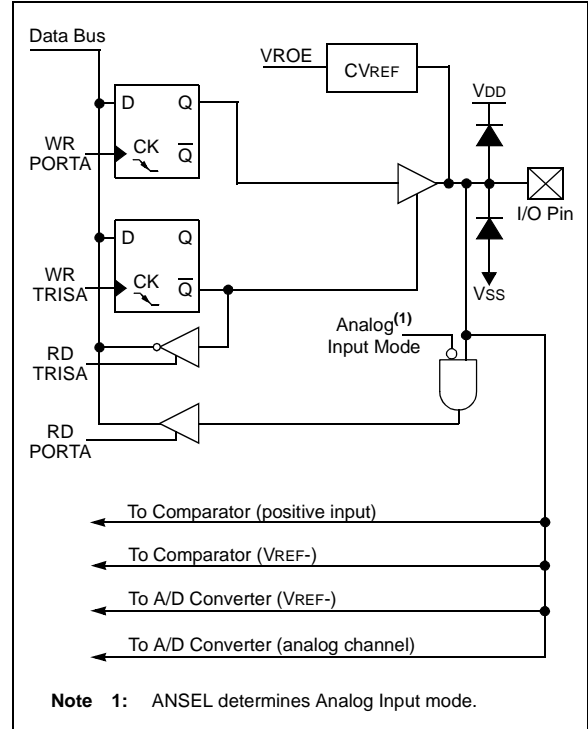 Data Bus
VROE
CVREF
VDD
D Q
WR
PORTA
CK
Q
I/O Pin
D Q
WR
TRISA
CK
Q
VSS
Analog(1)
Input Mode
RD
TRISA
RD
PORTA
To Comparator (positive input)
To Comparator (VREF-)
To A/D Converter (VREF-)
To A/D Converter (analog channel)
Note 1: ANSEL determines Analog Input mode.